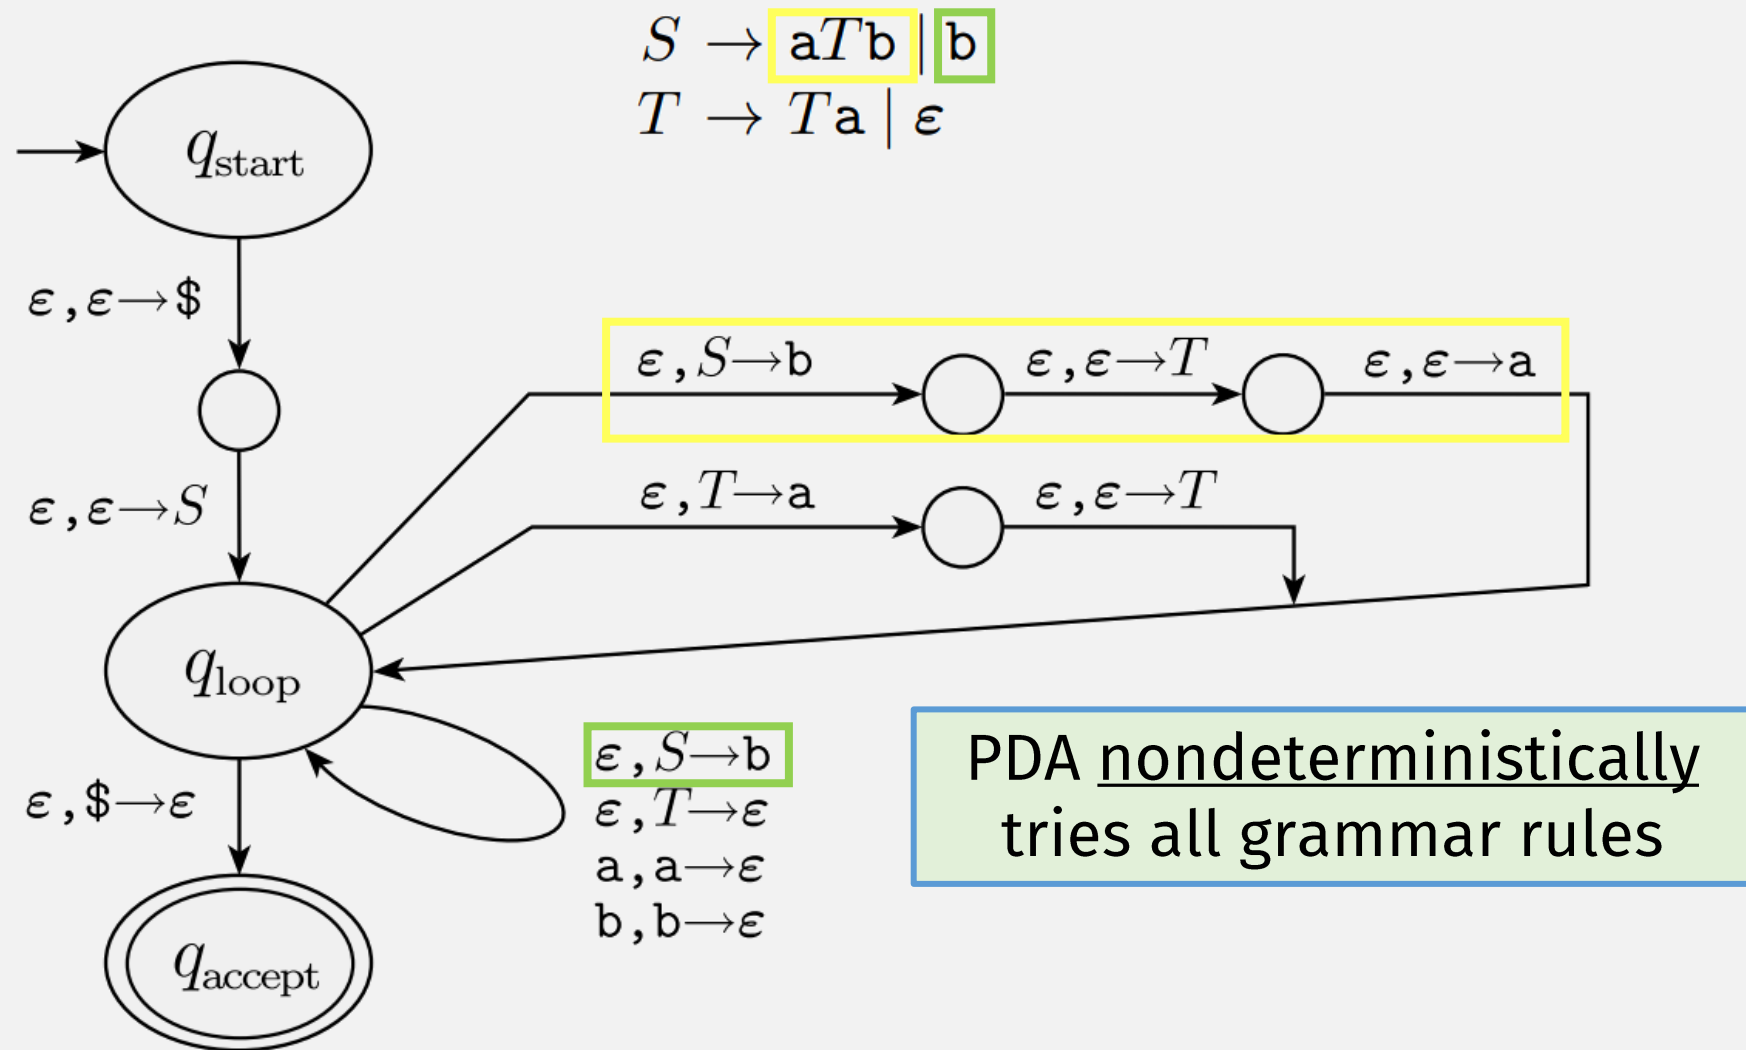 S → aTb | b
T → Ta | ε
q_start
ε,ε→$
ε,S→b
ε,ε→T
ε,ε→a
ε,T→a
ε,ε→T
ε,ε→S
q_loop
ε,S→b
ε,T→ε
a,a→ε
b,b→ε
PDA nondeterministically
tries all grammar rules
ε,$→ε
q_accept